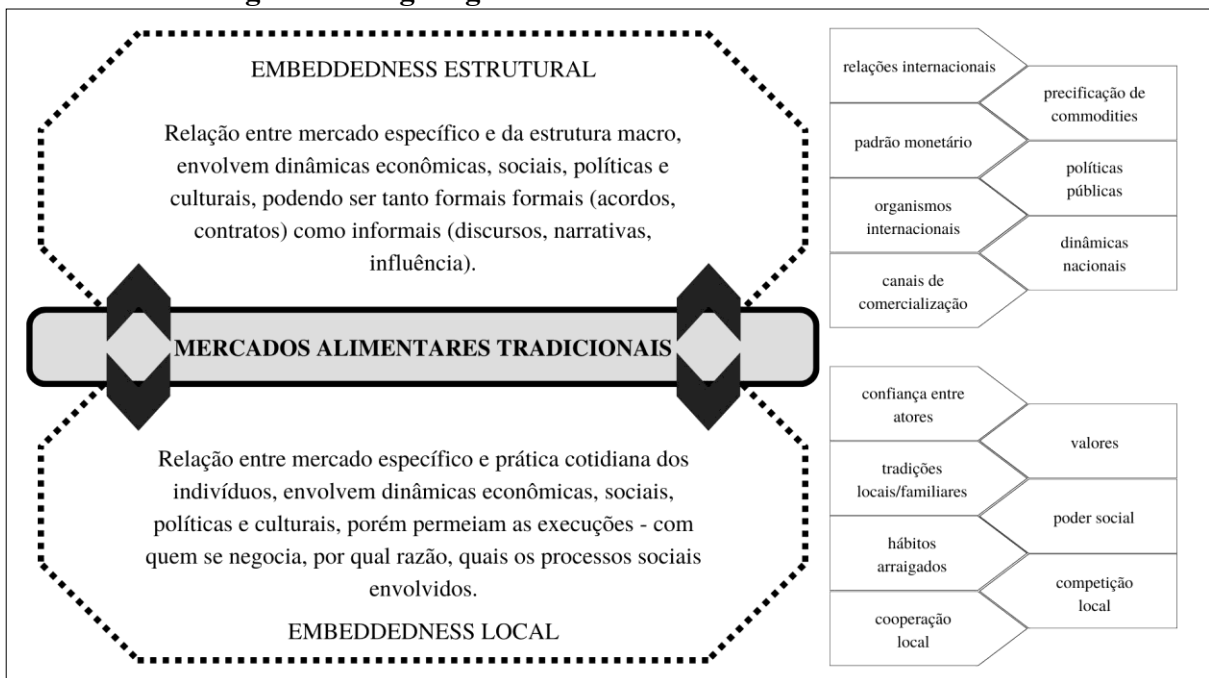 EMBEDDEDNESS ESTRUTURAL
Relação entre mercado específico e da estrutura macro,
envolvem dinâmicas econômicas, sociais, políticas e
culturais, podendo ser tanto formais formais (acordos,
contratos) como informais (discursos, narrativas,
influência).
MERCADOS ALIMENTARES TRADICIONAIS
Relação entre mercado específico e prática cotidiana dos
indivíduos, envolvem dinâmicas econômicas, sociais,
políticas e culturais, porém permeiam as execuções - com
quem se negocia, por qual razão, quais os processos sociais
envolvidos.
EMBEDDEDNESS LOCAL
relações internacionais
precificação de
commodities
padrão monetário
políticas
públicas
organismos
internacionais
dinâmicas
nacionais
canais de
comercialização
confiança entre
atores
valores
tradições
locais/familiares
poder social
hábitos
arraigados
competição
local
cooperação
local